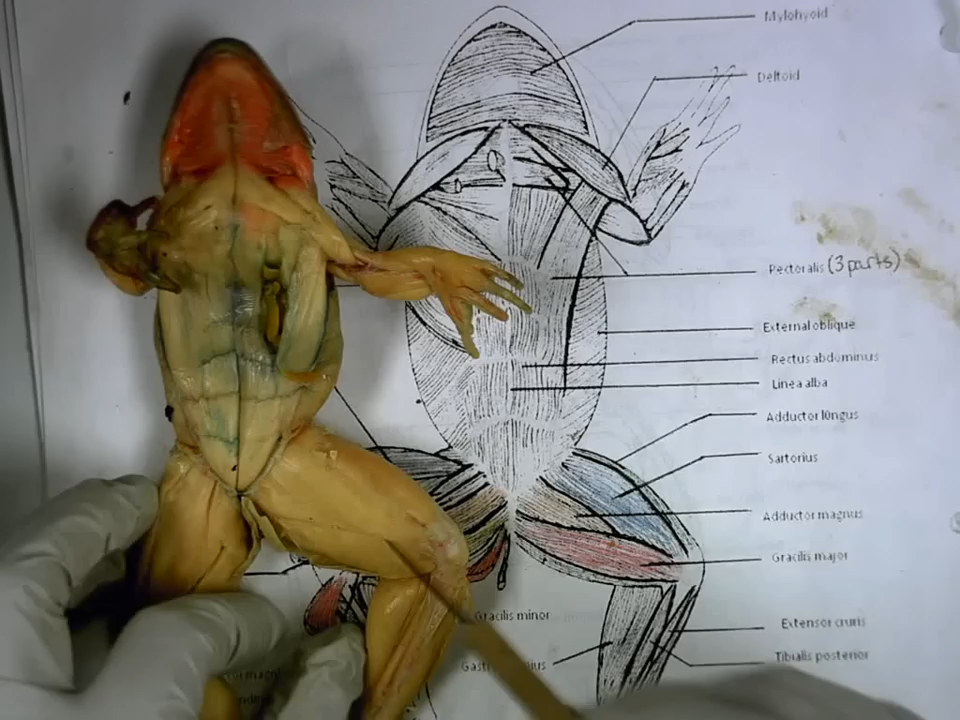 Mylohyoid
Deltoid
Pectoralis (3 parts)
External oblique
Rectus abduminus
Linea alba
Adductor longus
Sartorius
Adductor magnus
Gracilis major
Gracilis minor
Extensor cruris
Tibialis posterior